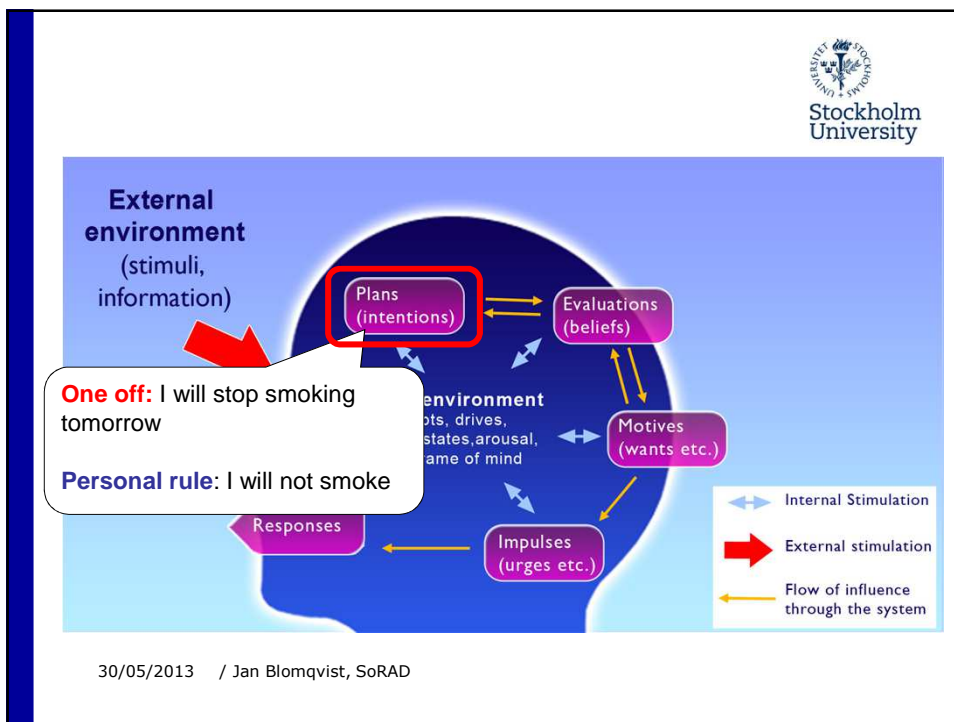 UNIVERSITET STOCKHOLMS
Stockholm
University
External
environment
(stimuli,
information)
Plans
(intentions)
Evaluations
(beliefs)
One off: I will stop smoking
tomorrow
Personal rule: I will not smoke
environment
drives,
states,arousal,
of mind
Motives
(wants etc.)
Responses
Impulses
(urges etc.)
Internal Stimulation
External stimulation
Flow of influence
through the system
30/05/2013 / Jan Blomqvist, SoRAD